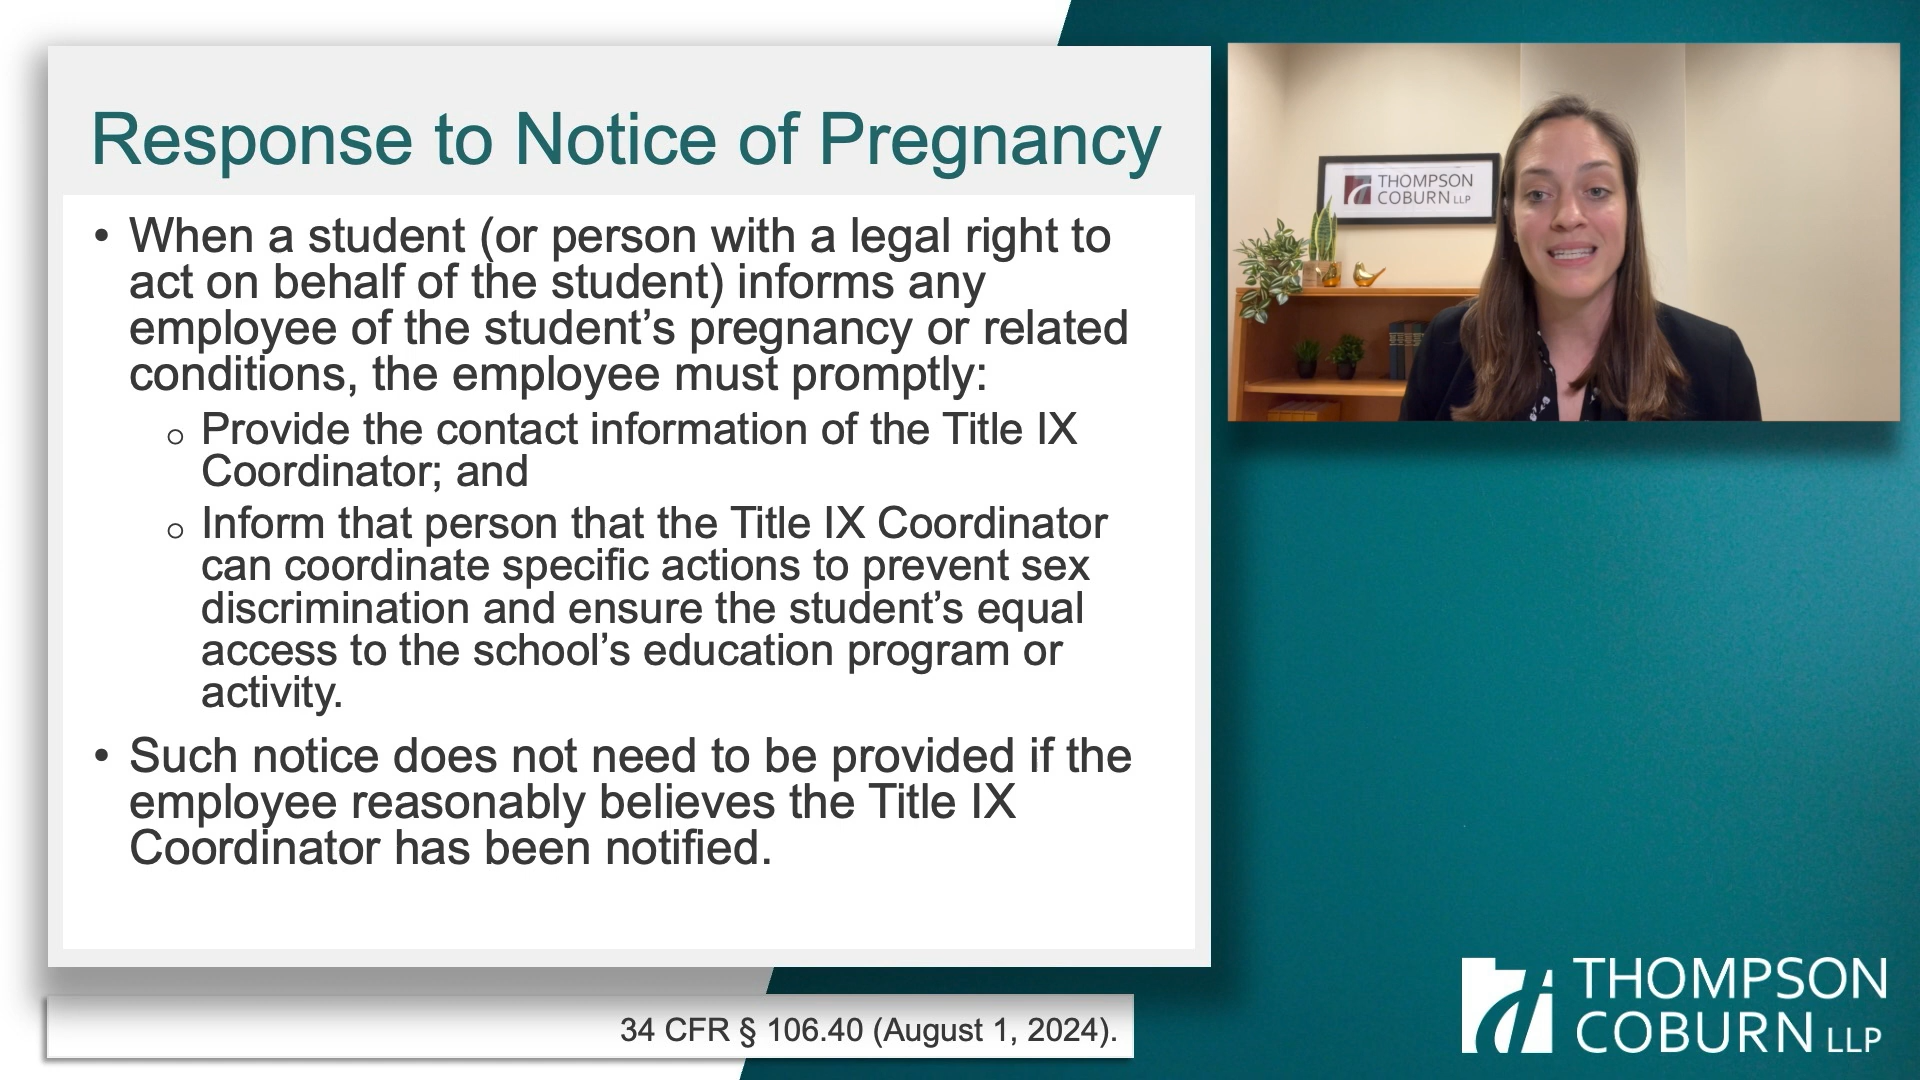 Response to Notice of Pregnancy
• When a student (or person with a legal right to
act on behalf of the student) informs any
employee of the student’s pregnancy or related
conditions, the employee must promptly:
o Provide the contact information of the Title IX
Coordinator; and
o Inform that person that the Title IX Coordinator
can coordinate specific actions to prevent sex
discrimination and ensure the student’s equal
access to the school’s education program or
activity.
• Such notice does not need to be provided if the
employee reasonably believes the Title IX
Coordinator has been notified.
34 CFR § 106.40 (August 1, 2024).
THOMPSON
COBURN LLP
THOMPSON
COBURN LLP